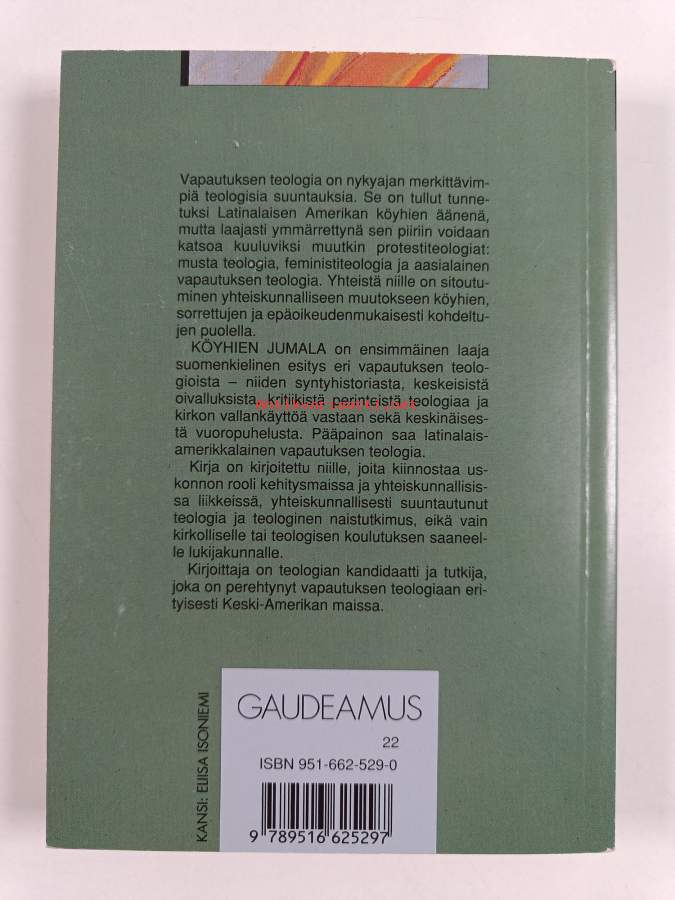 Vapautuksen teologia on nykyajan merkittävim-
piä teologisia suuntauksia. Se on tullut tunne-
tuksi Latinalaisen Amerikan köyhien äänenä,
mutta laajasti ymmärrettynä sen piiriin voidaan
katsoa kuuluviksi muutkin protestiteologiat:
musta teologia, feministiteologia ja aasialainen
vapautuksen teologia. Yhteistä niille on sitoutu-
minen yhteiskunnalliseen muutokseen köyhien,
sorrettujen ja epäoikeudenmukaisesti kohdeltu-
jen puolella.
KÖYHIEN JUMALA on ensimmäinen laaja
suomenkielinen esitys eri vapautuksen teolo-
gioista – niiden syntyhistoriasta, keskeisistä
oivalluksista, kritiikistä perinteistä teologiaa ja
kirkon vallankäyttöä vastaan sekä keskinäises-
tä vuoropuhelusta. Pääpainon saa latinalais-
amerikkalainen vapautuksen teologia.
Kirja on kirjoitettu niille, joita kiinnostaa us-
konnon rooli kehitysmaissa ja yhteiskunnallisis-
sa liikkeissä, yhteiskunnallisesti suuntautunut
teologia ja teologinen naistutkimus, eikä vain
kirkolliselle tai teologisen koulutuksen saaneel-
le lukijakunnalle.
Kirjoittaja on teologian kandidaatti ja tutkija,
joka on perehtynyt vapautuksen teologiaan eri-
tyisesti Keski-Amerikan maissa.
KANSI: ELISA ISONIEMI
GAUDEAMUS
22
ISBN 951-662-529-0
9 789516 625297